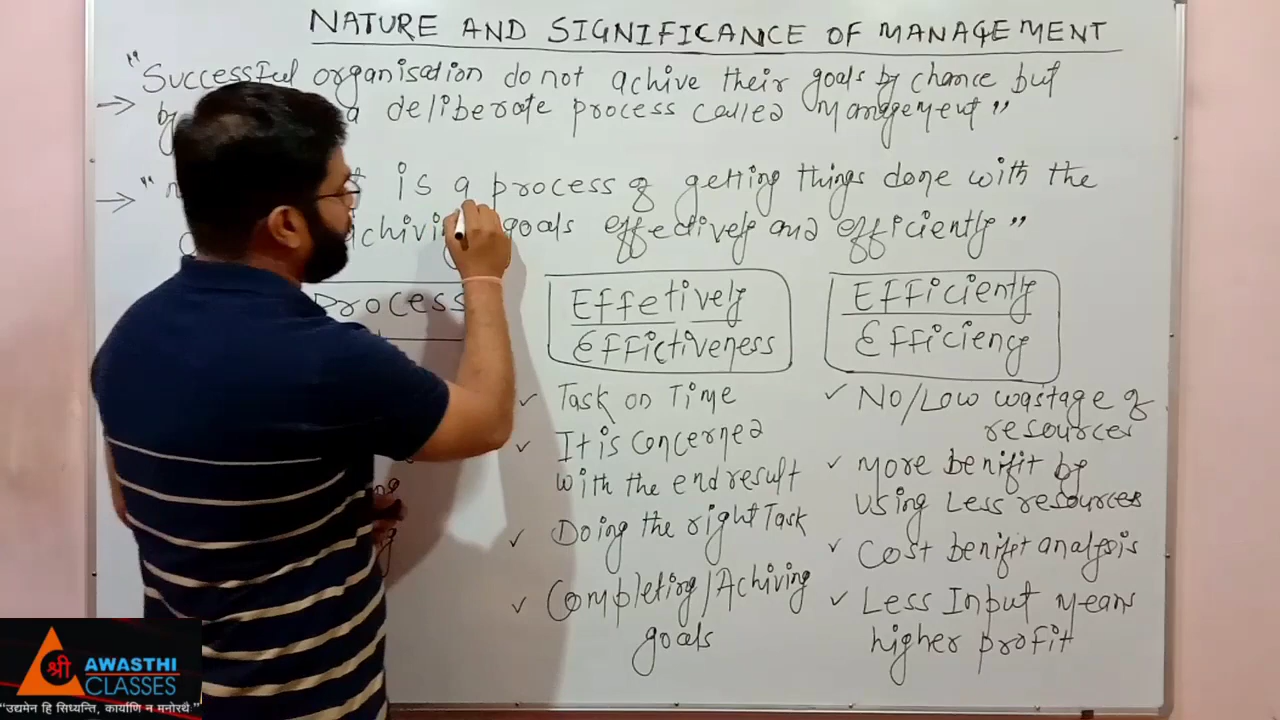 NATURE AND SIGNIFICANCE OF MANAGEMENT
"Successful organisation do not achive their goals by chance but
by a deliberate process called management"
" is a process of getting things done with the
achiving goals effectively and efficiently"
Process
Effetively
Effictiveness
Efficiently
Efficiency
Task on Time
It is concerned
with the end result
Doing the right Task
Completing/Achiving
goals
No/Low wastage of
resources
more benifit by
using Less resources
Cost benifit analysis
Less Input means
higher profit
श्री
AWASTHI
CLASSES
"उद्यमेन हि सिध्यन्ति, कार्याणि न मनोरथैः"